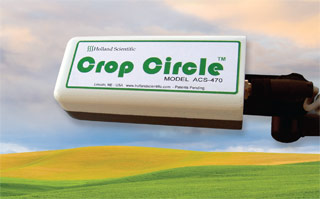 Holland Scientific
Crop Circle™
MODEL ACS-470
Lincoln, NE - USA www.hollandscientific.com Patents Pending